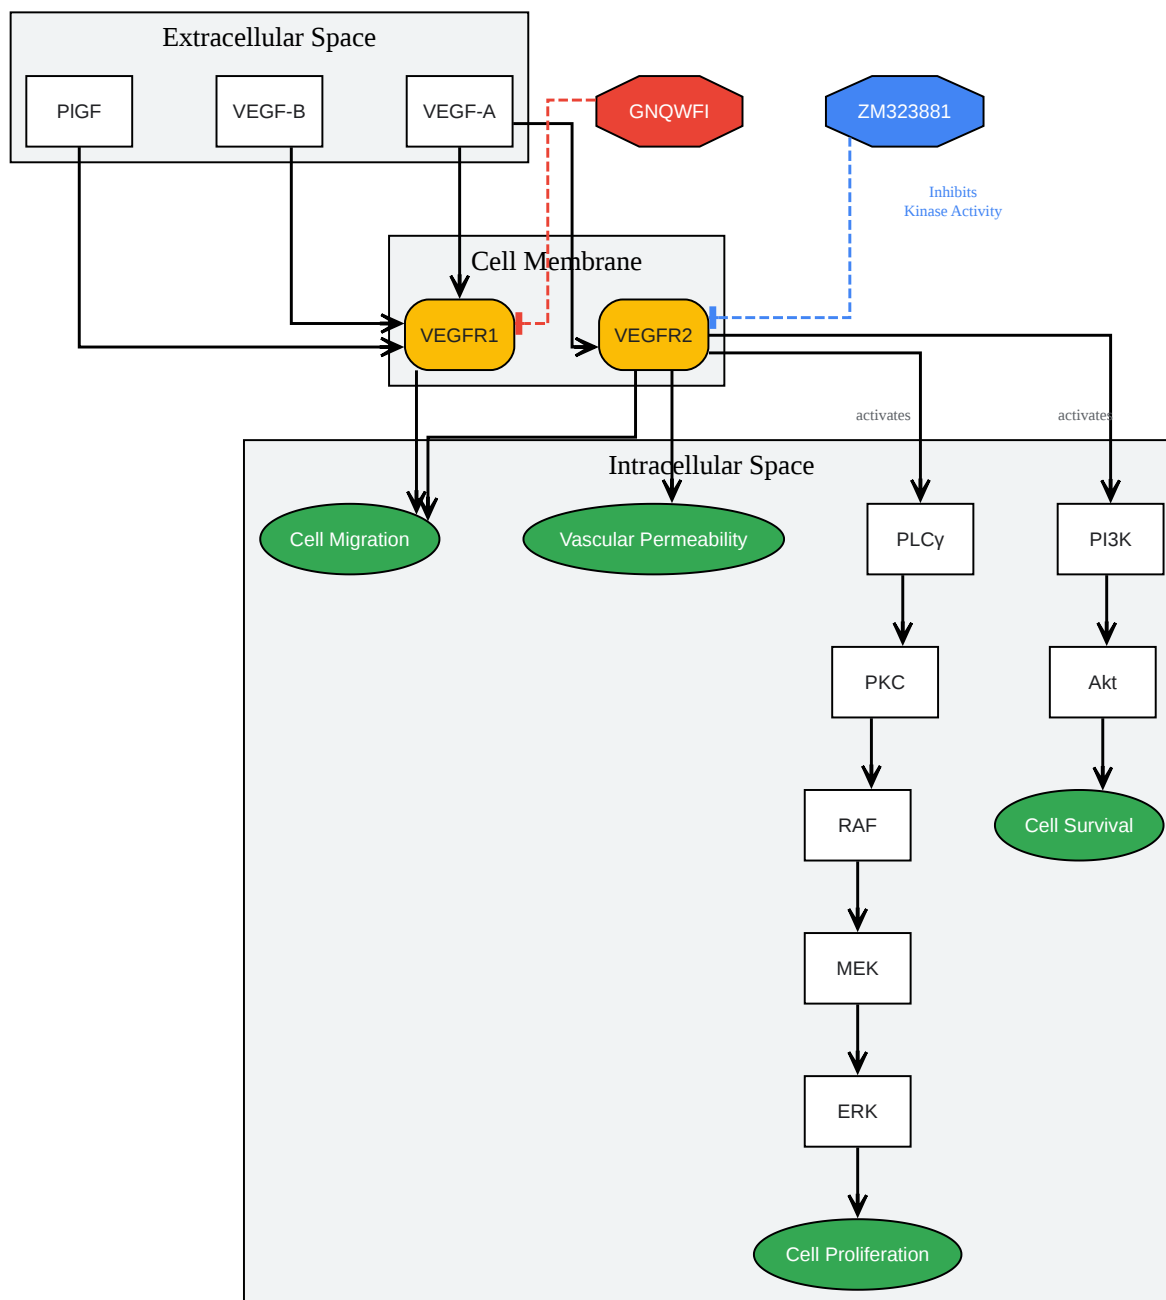 Extracellular Space
PlGF
VEGF-B
VEGF-A
GNQWFI
ZM323881
Inhibits
Kinase Activity
Cell Membrane
VEGFR1
VEGFR2
activates
activates
Intracellular Space
Cell Migration
Vascular Permeability
PLCγ
PI3K
PKC
Akt
RAF
Cell Survival
MEK
ERK
Cell Proliferation